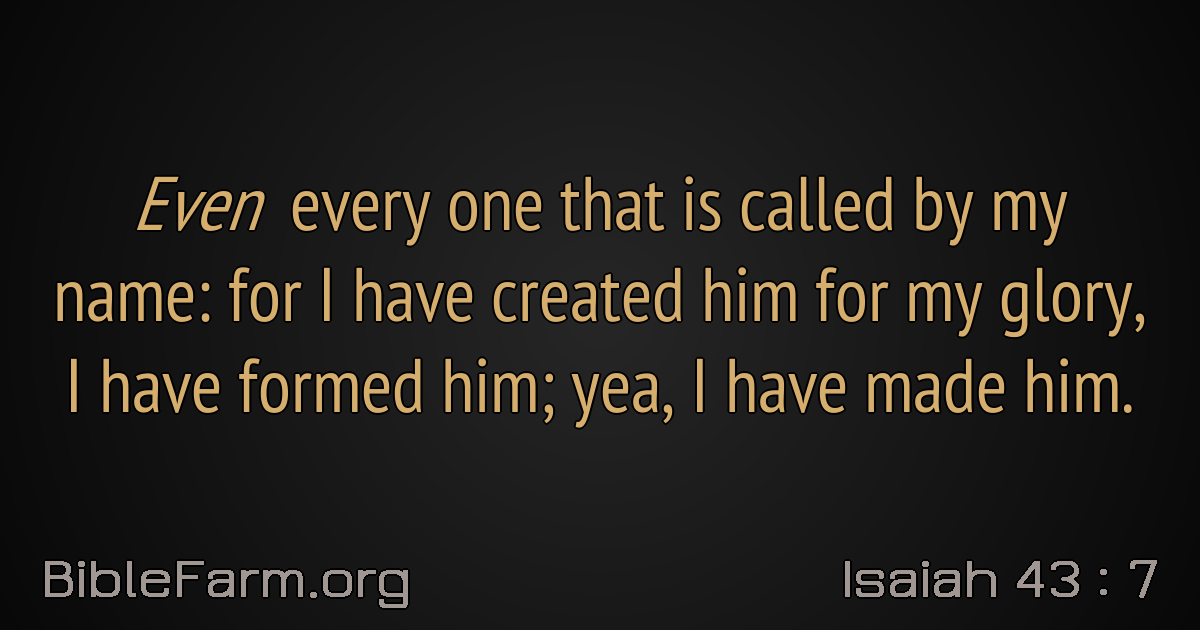 Even every one that is called by my
name: for I have created him for my glory,
I have formed him; yea, I have made him.
BibleFarm.org
Isaiah 43 : 7